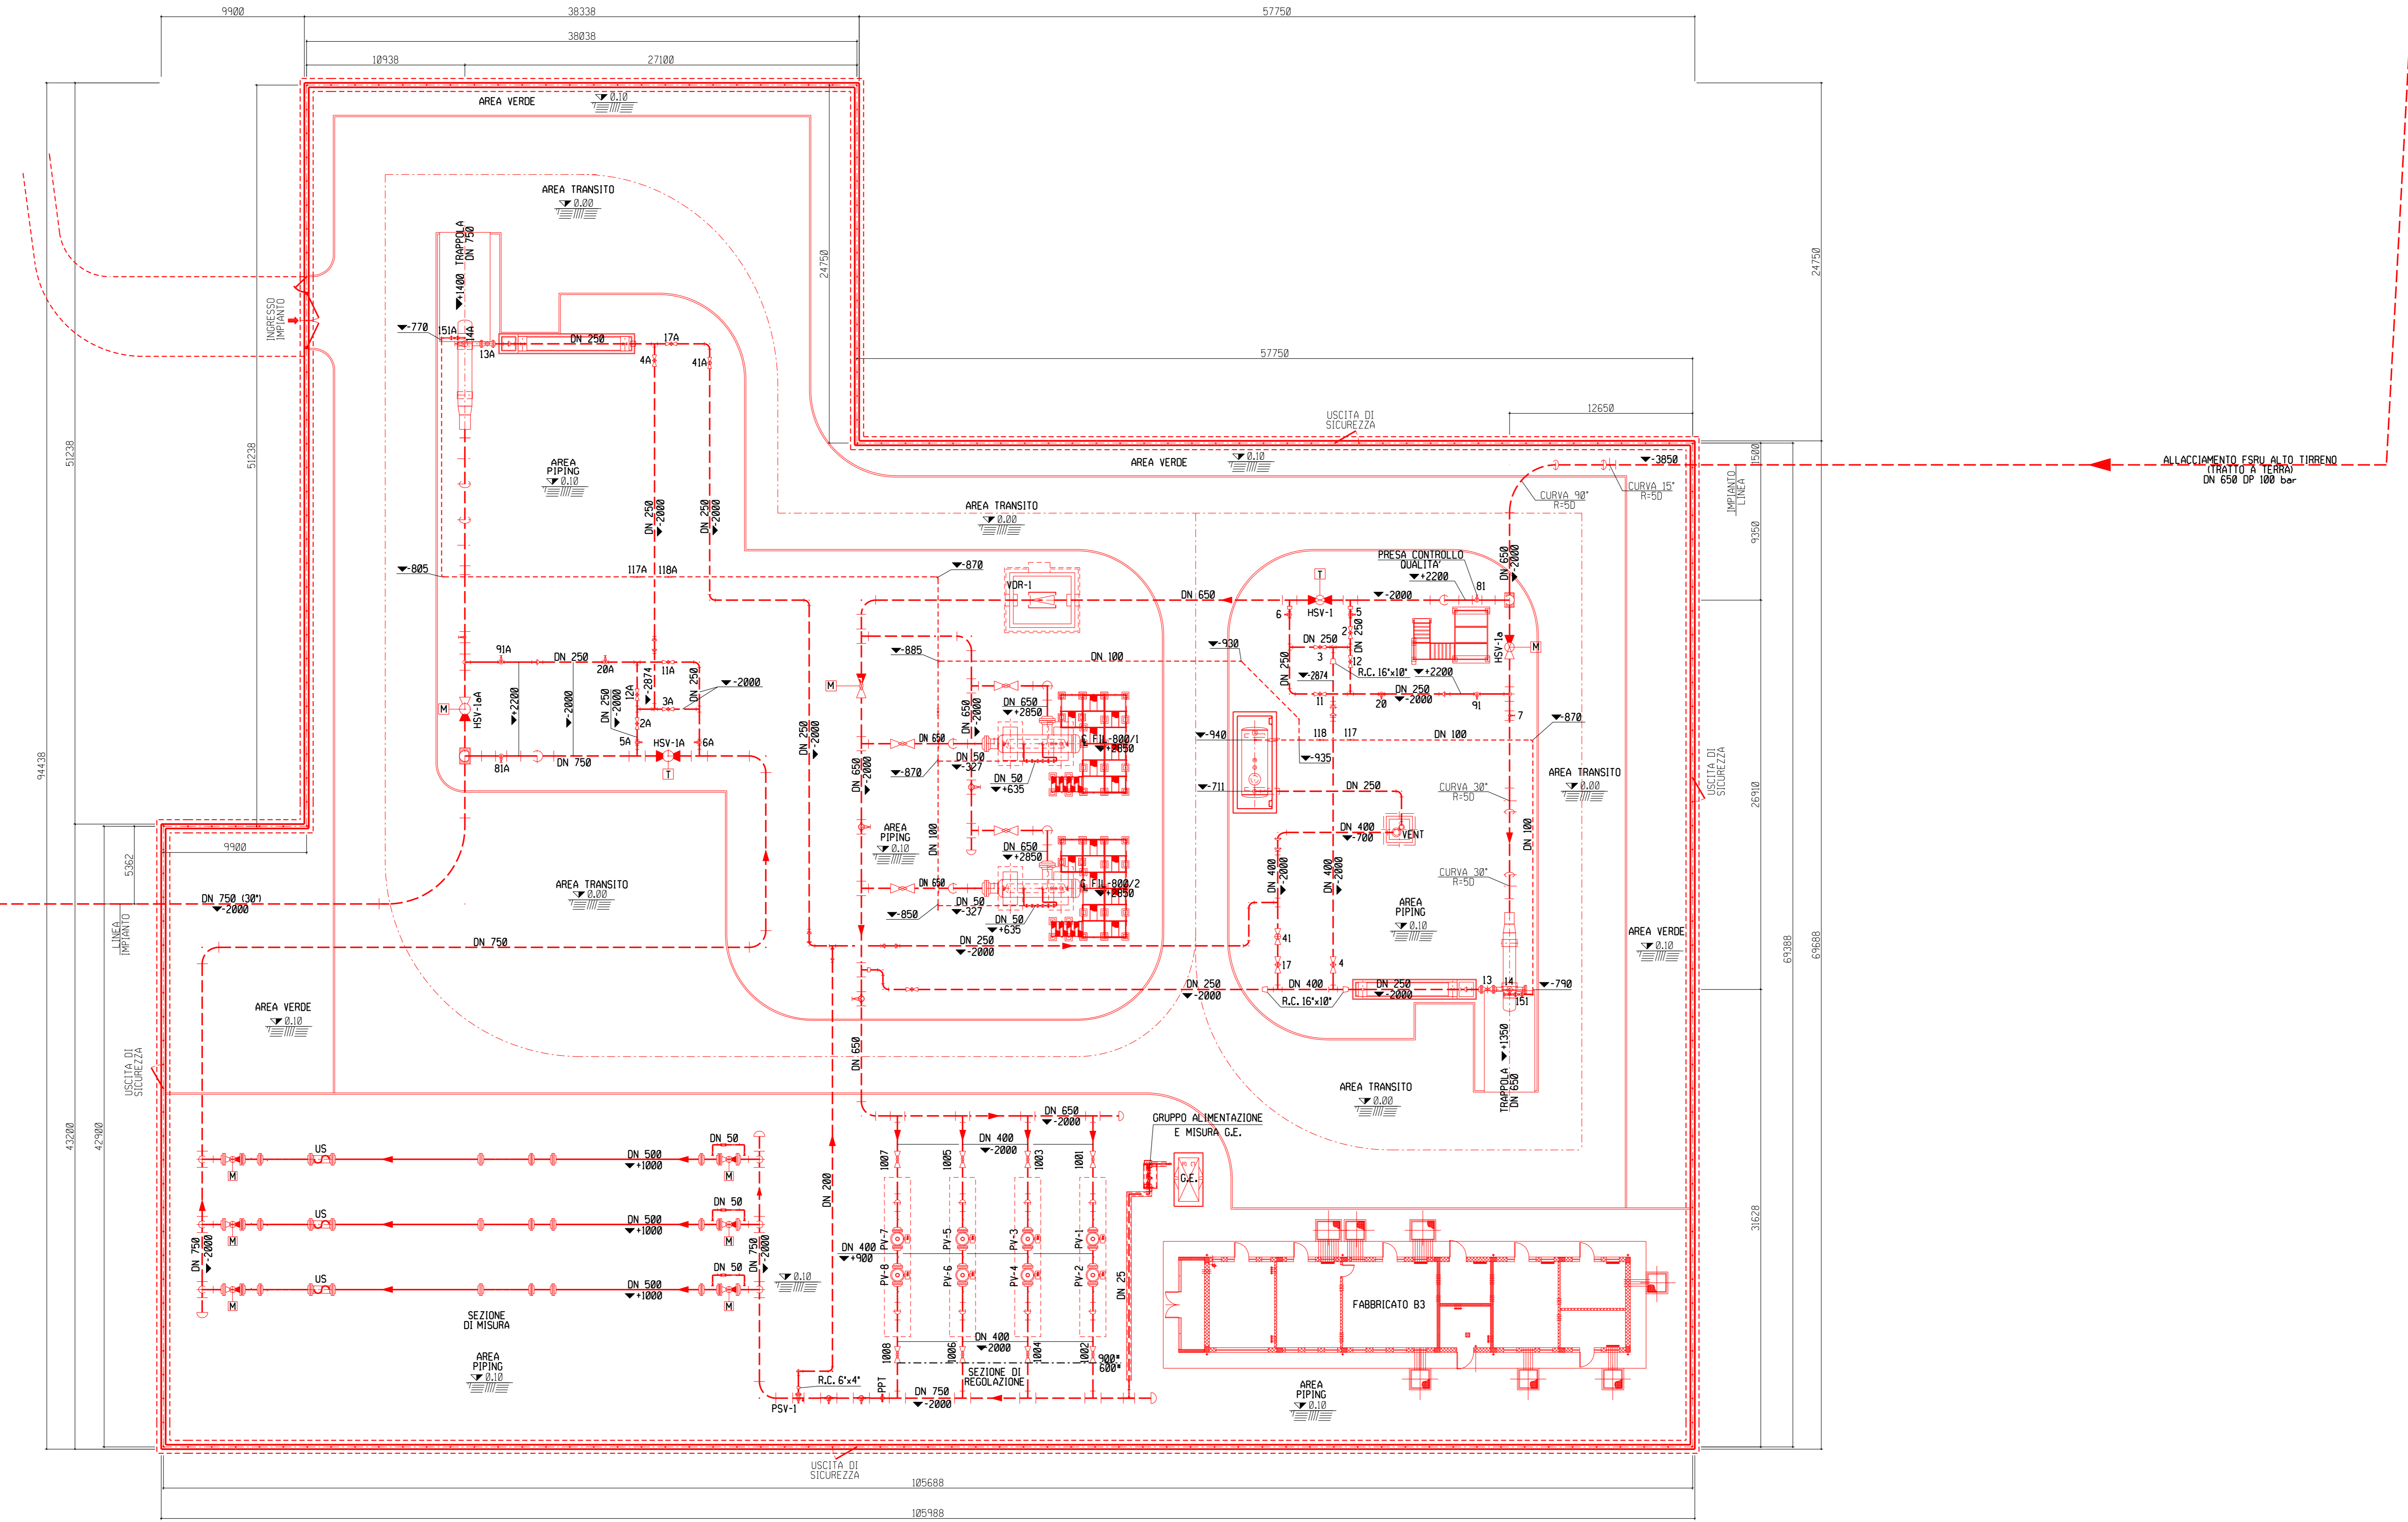 9900
38338
57750
38038
10938
27100
AREA VERDE
0.10
AREA TRANSITO
0.00
+1400 TRAPPOLA
DN 750
24750
24750
INGRESSO
IMPIANTO
-770
151A
14A
13A
DN 250
17A
4A
41A
57750
12650
USCITA DI
SICUREZZA
51238
51238
AREA VERDE
0.10
-3850
1500
ALLACCIAMENTO FSRU ALTO TIRRENO
(TRATTO A TERRA)
DN 650 DP 100 bar
AREA
PIPING
0.10
CURVA 90°
R=5D
CURVA 15°
R=5D
IMPIANTO
LINEA
DN 250
-2000
DN 250
-2000
AREA TRANSITO
0.00
9350
-805
117A
118A
-870
VDR-1
PRESA CONTROLLO
QUALITA'
+2200
81
DN 650
-2000
DN 650
T
HSV-1
-2000
6
5
2
DN 250
DN 250
3
12
-930
HSV-1a
M
91A
DN 250
20A
11A
-885
DN 100
-2874
R.C. 16"x10"
+2200
DN 250
12A
-2874
DN 250
-2000
M
DN 250
-2000
11
20
91
M
HSV-1aA
+2200
-2000
DN 250
-2000
3A
2A
5A
HSV-1A
6A
T
81A
DN 750
DN 650
+2850
DN 650
-2000
DN 650
G FIL-800/1
+2850
7
-870
-940
118
117
DN 100
-935
DN 250
-2000
DN 650
-2000
-870
DN 50
-327
DN 50
+635
-711
DN 250
CURVA 30°
R=5D
AREA TRANSITO
0.00
USCITA DI
SICUREZZA
26910
94438
AREA
PIPING
0.10
DN 100
DN 650
+2850
DN 400
-700
VENT
DN 100
5362
9900
AREA TRANSITO
0.00
DN 650
G FIL-800/2
+2850
DN 400
-2000
DN 400
-2000
CURVA 30°
R=5D
DN 750 (30")
-2000
-850
DN 50
-327
DN 50
+635
AREA
PIPING
0.10
LINEA
IMPIANTO
DN 750
DN 250
-2000
41
17
4
AREA VERDE
0.10
69388
69688
DN 250
-2000
DN 400
R.C. 16"x10"
DN 250
-2000
13
14
151
-790
AREA VERDE
0.10
USCITA DI
SICUREZZA
DN 650
TRAPPOLA +1350
DN 650
AREA TRANSITO
0.00
43200
42900
DN 650
-2000
GRUPPO ALIMENTAZIONE
E MISURA G.E.
G.E.
DN 50
US
DN 500
+1000
M
M
DN 400
-2000
1007
1005
1003
1001
DN 200
DN 50
US
DN 500
+1000
M
M
DN 750
-2000
DN 750
-2000
PV-7
PV-5
PV-3
PV-1
DN 400
+900
PV-8
PV-6
PV-4
PV-2
31628
DN 50
US
DN 500
+1000
M
M
0.10
DN 25
FABBRICATO B3
SEZIONE
DI MISURA
DN 400
-2000
1008
1006
1004
1002
900#
600#
AREA
PIPING
0.10
R.C. 6"x4"
PPT
SEZIONE DI
REGOLAZIONE
DN 750
-2000
PSV-1
AREA
PIPING
0.10
USCITA DI
SICUREZZA
105688
105988